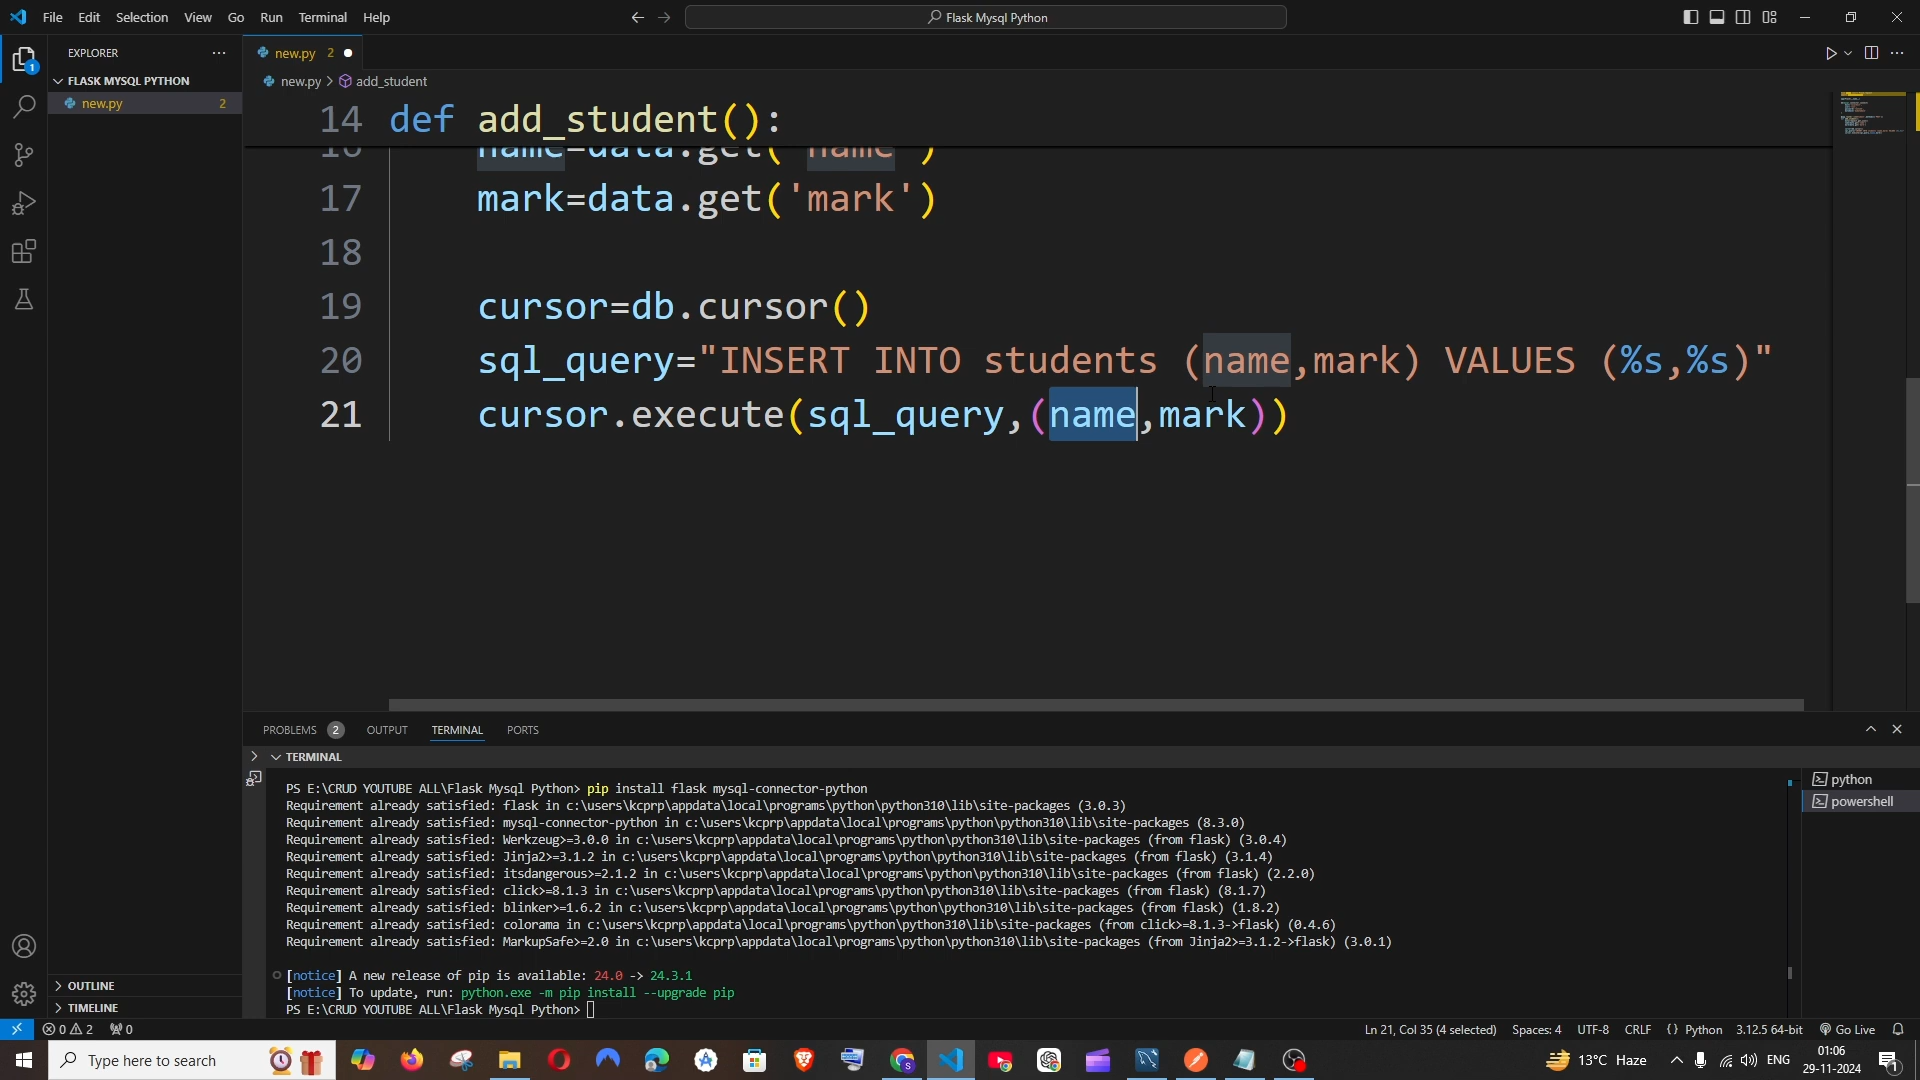 File Edit Selection View Go Run Terminal Help
Flask Mysql Python
EXPLORER
FLASK MYSQL PYTHON
new.py 2
OUTLINE
TIMELINE
new.py 2
new.py > add_student
14 def add_student():
16 name=data.get('name')
17 mark=data.get('mark')
18
19 cursor=db.cursor()
20 sql_query="INSERT INTO students (name,mark) VALUES (%s,%s)"
21 cursor.execute(sql_query,(name,mark))
PROBLEMS 2 OUTPUT TERMINAL PORTS
TERMINAL
PS E:\CRUD YOUTUBE ALL\Flask Mysql Python> pip install flask mysql-connector-python
Requirement already satisfied: flask in c:\users\kcprp\appdata\local\programs\python\python310\lib\site-packages (3.0.3)
Requirement already satisfied: mysql-connector-python in c:\users\kcprp\appdata\local\programs\python\python310\lib\site-packages (8.3.0)
Requirement already satisfied: Werkzeug>=3.0.0 in c:\users\kcprp\appdata\local\programs\python\python310\lib\site-packages (from flask) (3.0.4)
Requirement already satisfied: Jinja2>=3.1.2 in c:\users\kcprp\appdata\local\programs\python\python310\lib\site-packages (from flask) (3.1.4)
Requirement already satisfied: itsdangerous>=2.1.2 in c:\users\kcprp\appdata\local\programs\python\python310\lib\site-packages (from flask) (2.2.0)
Requirement already satisfied: click>=8.1.3 in c:\users\kcprp\appdata\local\programs\python\python310\lib\site-packages (from flask) (8.1.7)
Requirement already satisfied: blinker>=1.6.2 in c:\users\kcprp\appdata\local\programs\python\python310\lib\site-packages (from flask) (1.8.2)
Requirement already satisfied: colorama in c:\users\kcprp\appdata\local\programs\python\python310\lib\site-packages (from click>=8.1.3->flask) (0.4.6)
Requirement already satisfied: MarkupSafe>=2.0 in c:\users\kcprp\appdata\local\programs\python\python310\lib\site-packages (from Jinja2>=3.1.2->flask) (3.0.1)
[notice] A new release of pip is available: 24.0 -> 24.3.1
[notice] To update, run: python.exe -m pip install --upgrade pip
PS E:\CRUD YOUTUBE ALL\Flask Mysql Python>
python
powershell
0 2 0
Ln 21, Col 35 (4 selected) Spaces: 4 UTF-8 CRLF {} Python 3.12.5 64-bit Go Live
Type here to search
13°C Haze
ENG
01:06
29-11-2024
1